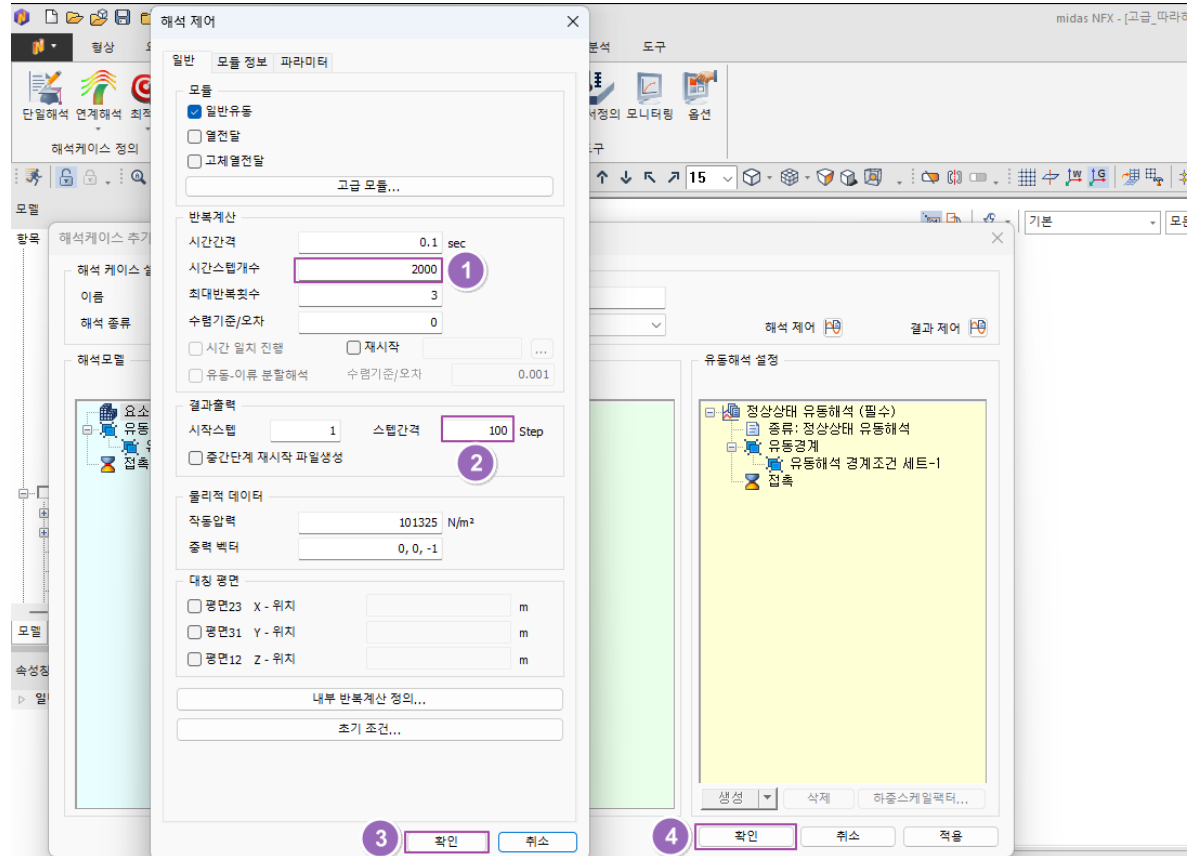 해석 제어
midas NFX - [고급_따라하
형상
분석
도구
일반
모듈 정보
파라미터
단일해석
연계해석
최적
서정의
모니터링
옵션
해석케이스 정의
구
15
모듈
일반유동
열전달
고체열전달
고급 모듈...
모델
항목
기본
모든
해석케이스 추가
해석 케이스 설
이름
해석 종류
해석 제어
결과 제어
반복계산
시간간격 0.1 sec
시간스텝개수 2000
1
최대반복횟수 3
수렴기준/오차 0
시간 일치 진행
재시작
...
유동-이류 분할해석
수렴기준/오차 0.001
해석모델
요소
유동
접촉
결과출력
시작스텝 1 스텝간격 100 Step
중간단계 재시작 파일생성
2
물리적 데이터
작동압력 101325 N/m²
중력 벡터 0, 0, -1
대칭 평면
평면23 X - 위치 m
평면31 Y - 위치 m
평면12 Z - 위치 m
내부 반복계산 정의...
초기 조건...
3
확인
취소
유동해석 설정
정상상태 유동해석 (필수)
종류: 정상상태 유동해석
유동경계
유동해석 경계조건 세트-1
접촉
생성
삭제
하중스케일팩터...
4
확인
취소
적용
모델
속성창